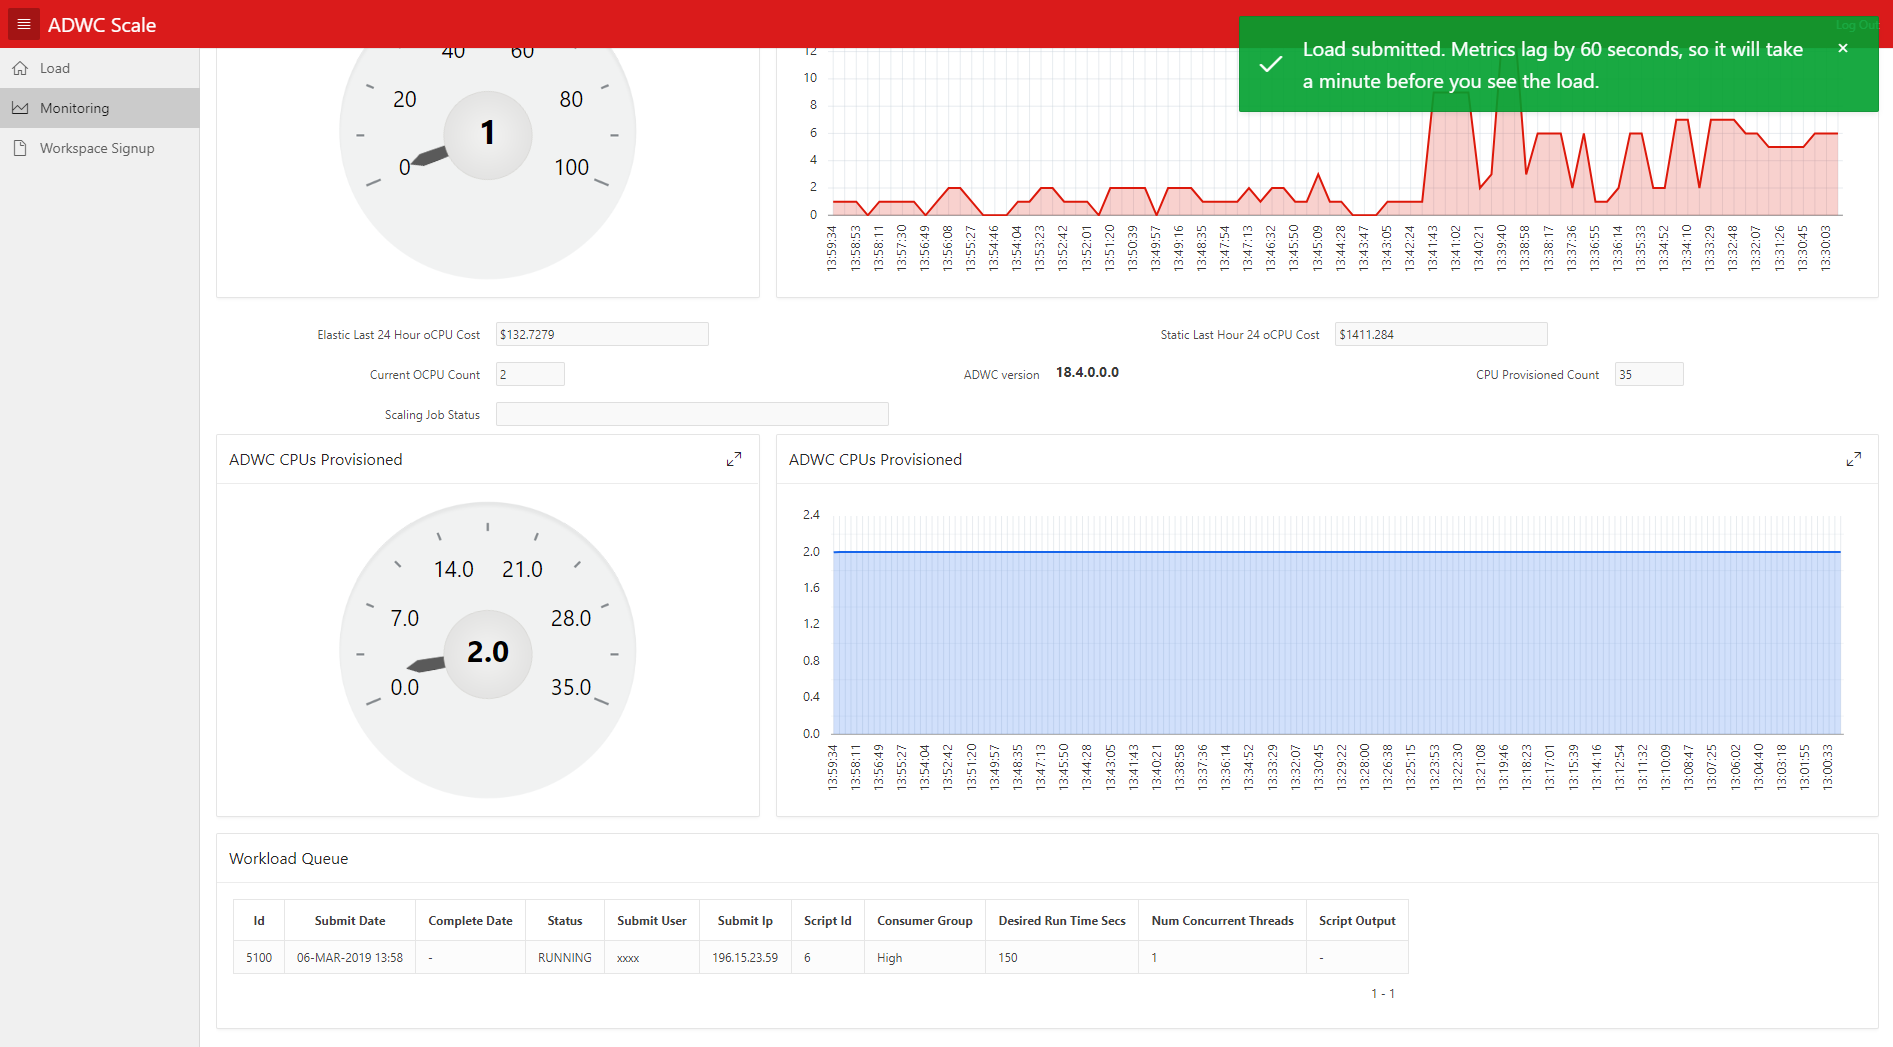 ADWC Scale
Log Out
Load submitted. Metrics lag by 60 seconds, so it will take
a minute before you see the load.
Load
Monitoring
Workspace Signup
40 60
20 80
1
0 100
12
10
8
6
4
2
0
13:59:34 13:58:53 13:58:11 13:57:30 13:56:49 13:56:08 13:55:27 13:54:46 13:54:04 13:53:23 13:52:42 13:52:01 13:51:20 13:50:39 13:49:57 13:49:16 13:48:35 13:47:54 13:47:13 13:46:32 13:45:50 13:45:09 13:44:28 13:43:47 13:43:05 13:42:24 13:41:43 13:41:02 13:40:21 13:39:40 13:38:58 13:38:17 13:37:36 13:36:55 13:36:14 13:35:33 13:34:52 13:34:10 13:33:29 13:32:48 13:32:07 13:31:26 13:30:45 13:30:03
Elastic Last 24 Hour oCPU Cost $132.7279 Static Last Hour 24 oCPU Cost $1411.284
Current OCPU Count 2 ADWC version 18.4.0.0.0 CPU Provisioned Count 35
Scaling Job Status
ADWC CPUs Provisioned
14.0 21.0
7.0 28.0
2.0
0.0 35.0
ADWC CPUs Provisioned
2.4
2.0
1.6
1.2
0.8
0.4
0.0
13:59:34 13:58:11 13:56:49 13:55:27 13:54:04 13:52:42 13:51:20 13:49:57 13:48:35 13:47:13 13:45:50 13:44:28 13:43:05 13:41:43 13:40:21 13:38:58 13:37:36 13:36:14 13:34:52 13:33:29 13:32:07 13:30:45 13:29:22 13:28:00 13:26:38 13:25:15 13:23:53 13:22:30 13:21:08 13:19:46 13:18:23 13:17:01 13:15:39 13:14:16 13:12:54 13:11:32 13:10:09 13:08:47 13:07:25 13:06:02 13:04:40 13:03:18 13:01:55 13:00:33
Workload Queue
Id Submit Date Complete Date Status Submit User Submit Ip Script Id Consumer Group Desired Run Time Secs Num Concurrent Threads Script Output
5100 06-MAR-2019 13:58 - RUNNING xxxx 196.15.23.59 6 High 150 1 -
1 - 1